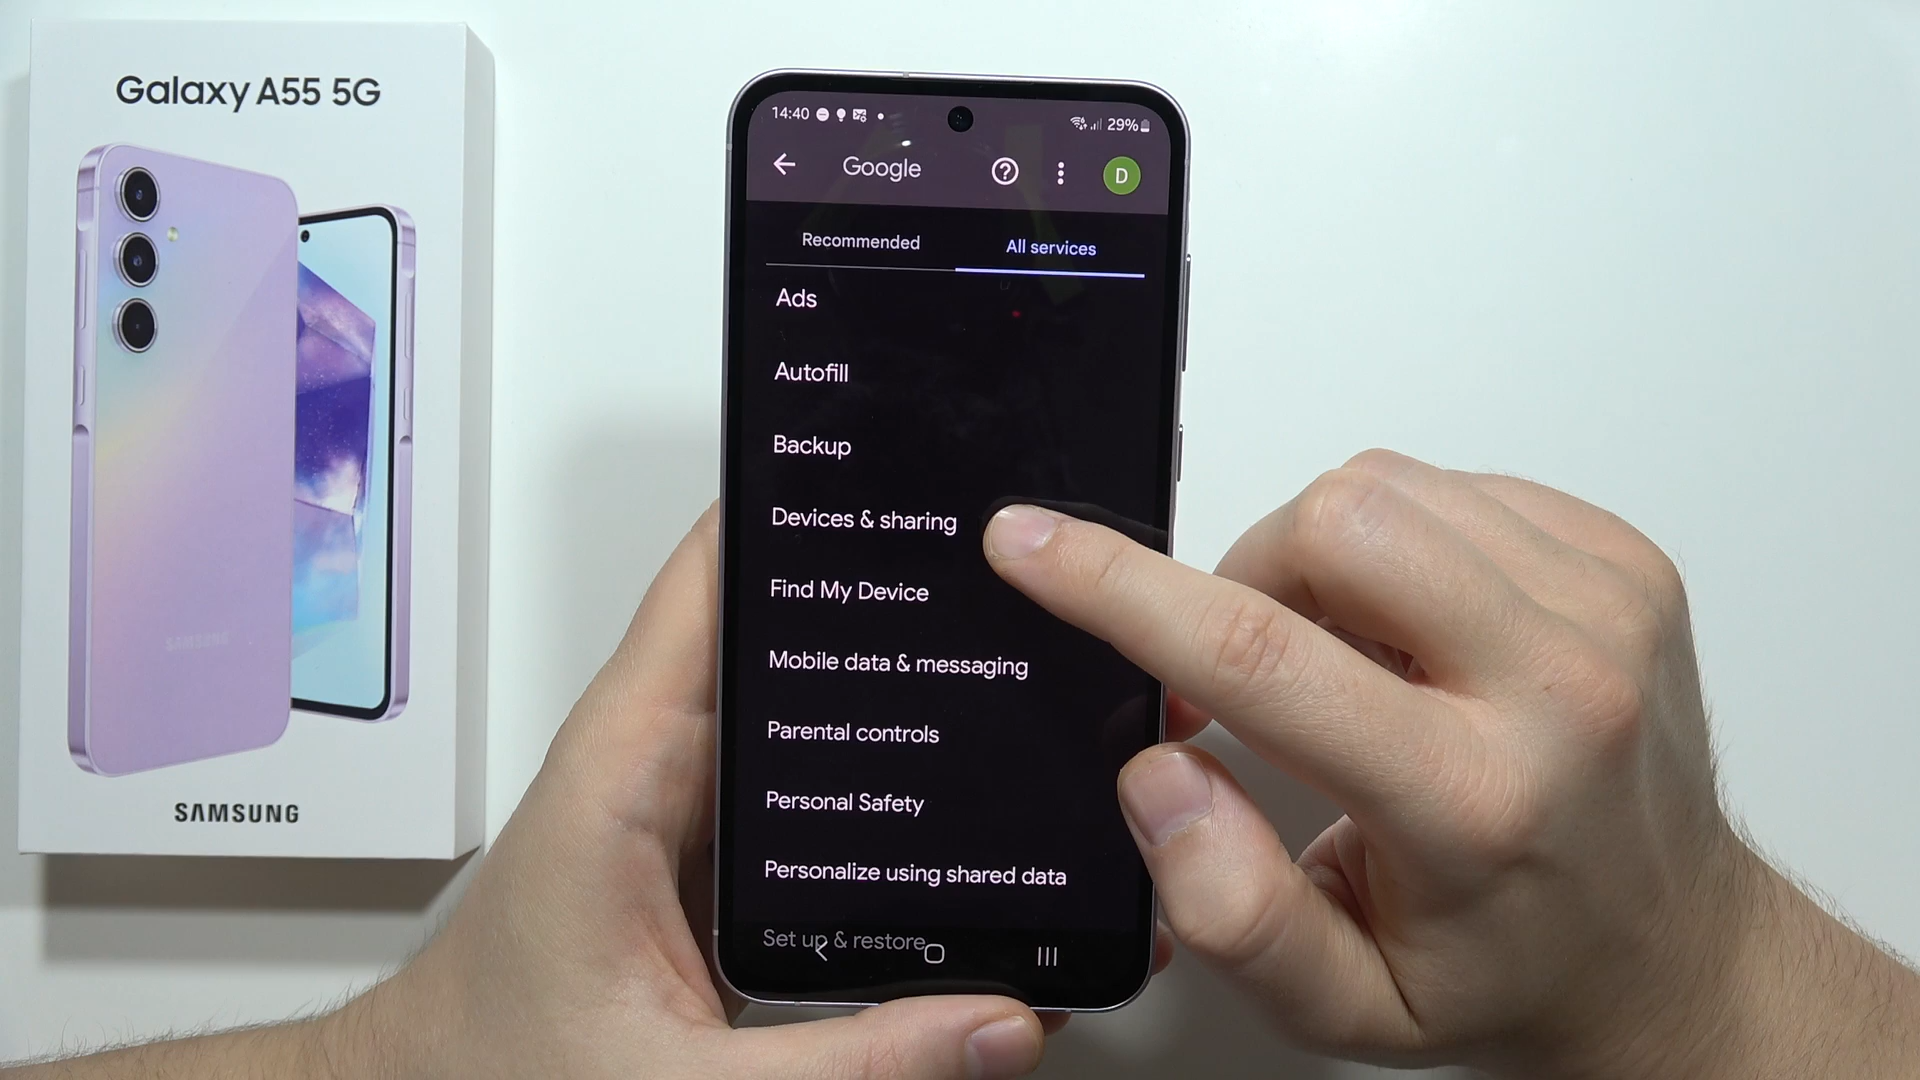 Galaxy A55 5G
SAMSUNG
SAMSUNG
14:40
29%
Google
D
Recommended
All services
Ads
Autofill
Backup
Devices & sharing
Find My Device
Mobile data & messaging
Parental controls
Personal Safety
Personalize using shared data
Set up & restore